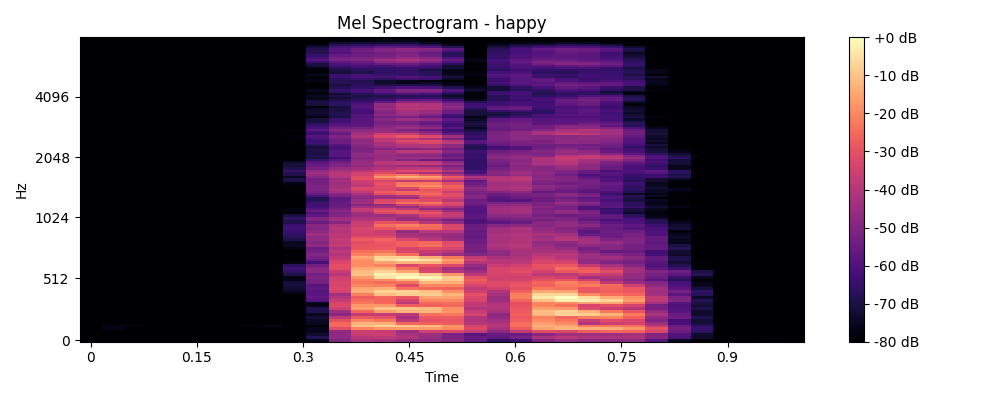 Mel Spectrogram - happy
Hz
4096
2048
1024
512
0
0 0.15 0.3 0.45 0.6 0.75 0.9
Time
+0 dB
-10 dB
-20 dB
-30 dB
-40 dB
-50 dB
-60 dB
-70 dB
-80 dB